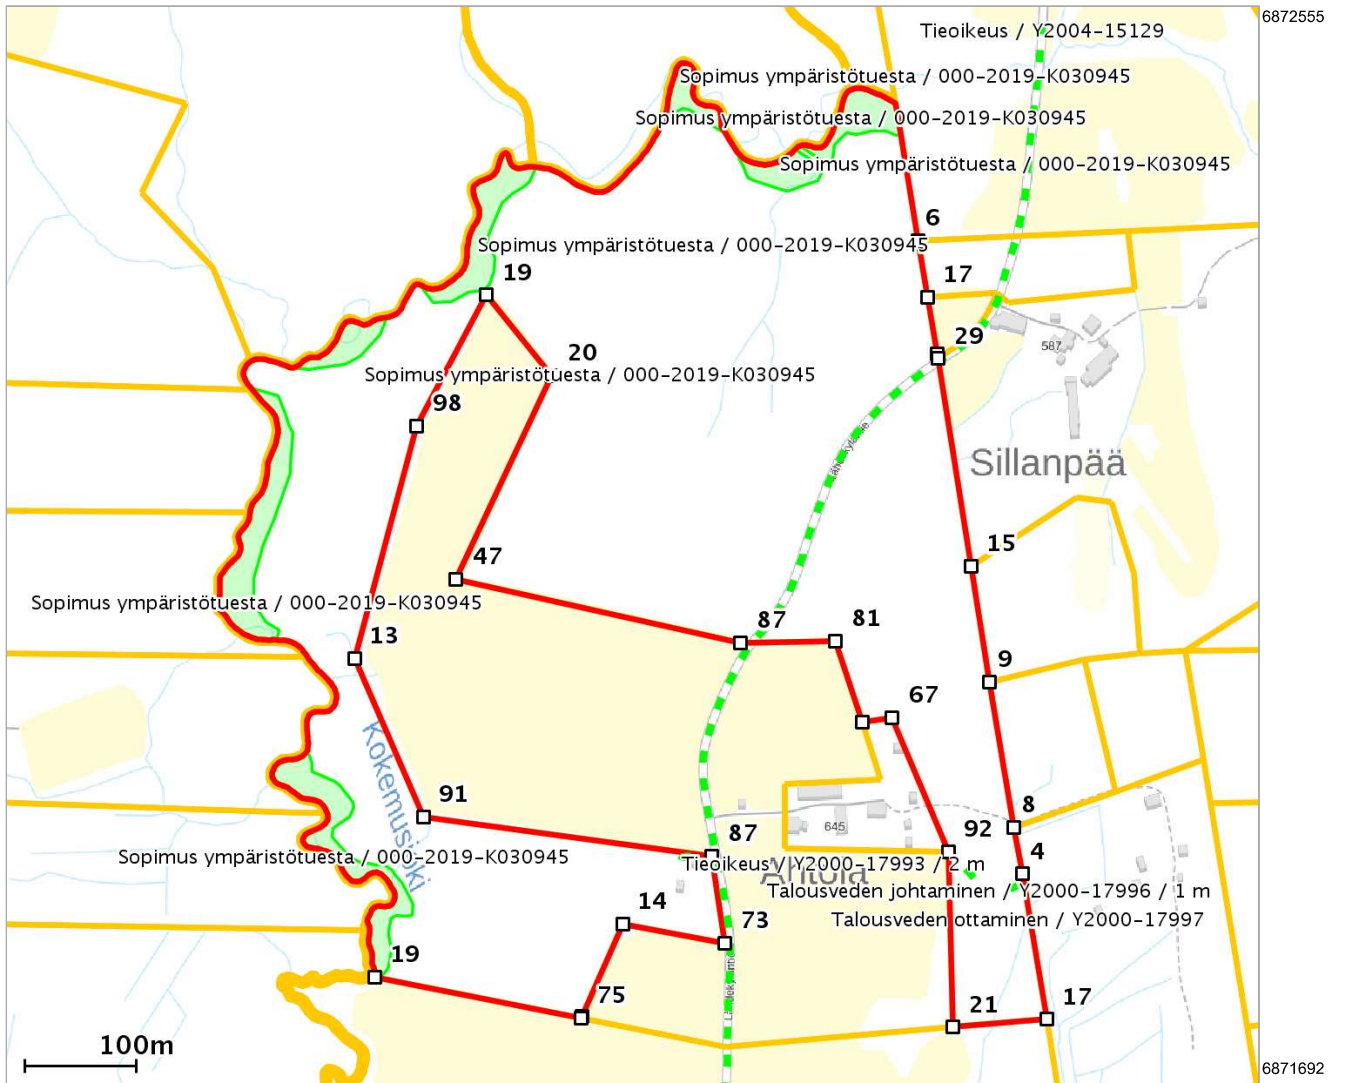 6872555
Tieoikeus / Y2004-15129
Sopimus ympäristötuesta / 000-2019-K030945
Sopimus ympäristötuesta / 000-2019-K030945
Sopimus ympäristötuesta / 000-2019-K030945
6
Sopimus ympäristötuesta / 000-2019-K030945
19
17
29
587
20
Sopimus ympäristötuesta / 000-2019-K030945
98
Sillanpää
15
47
Sopimus ympäristötuesta / 000-2019-K030945
87
81
13
9
67
Kokemusjoki
91
8
645
92
87
4
Sopimus ympäristötuesta / 000-2019-K030945
Tieoikeus / Y2000-17993 / 2 m
Anttola
Talousveden johtaminen / Y2000-17996 / 1 m
14
73
Talousveden ottaminen / Y2000-17997
19
75
21
17
100m
6871692